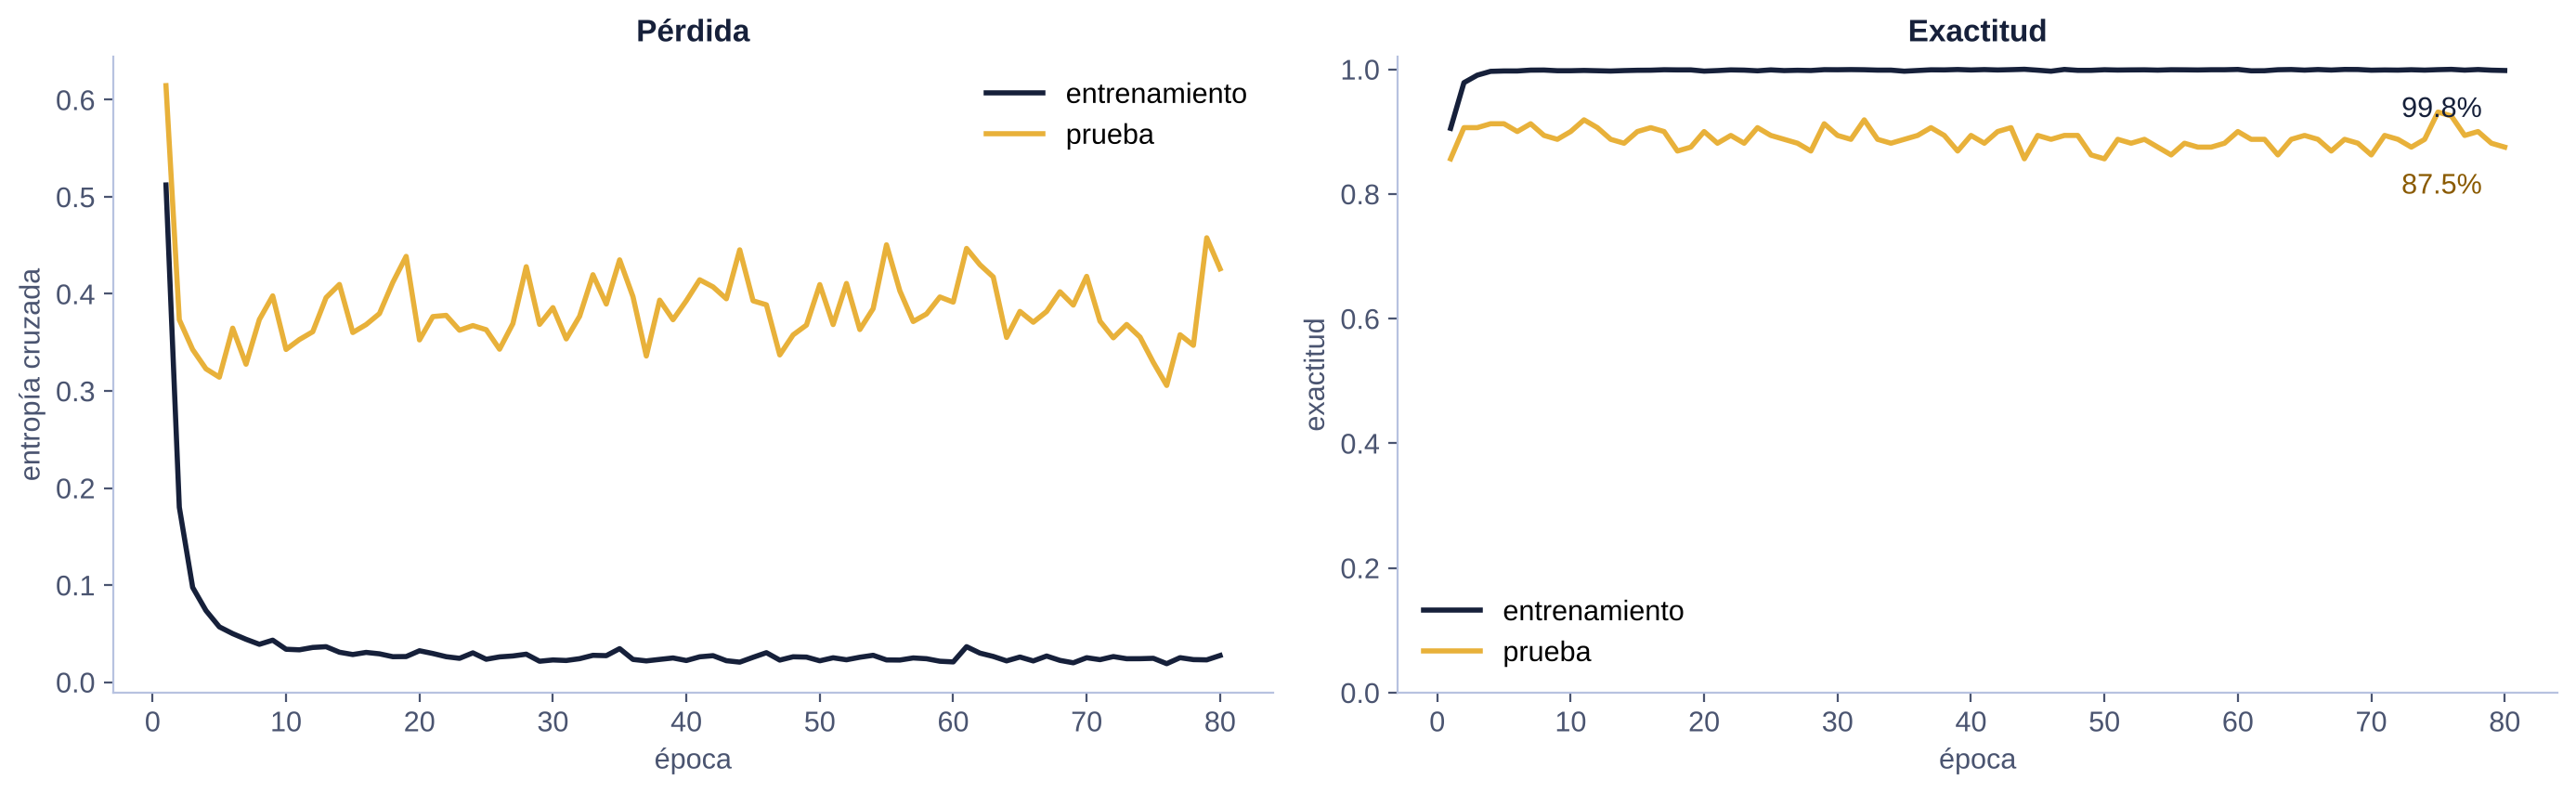 Pérdida
entropía cruzada
0.6
0.5
0.4
0.3
0.2
0.1
0.0
entrenamiento
prueba
0 10 20 30 40 50 60 70 80
época
Exactitud
exactitud
1.0
0.8
0.6
0.4
0.2
0.0
99.8%
87.5%
entrenamiento
prueba
0 10 20 30 40 50 60 70 80
época